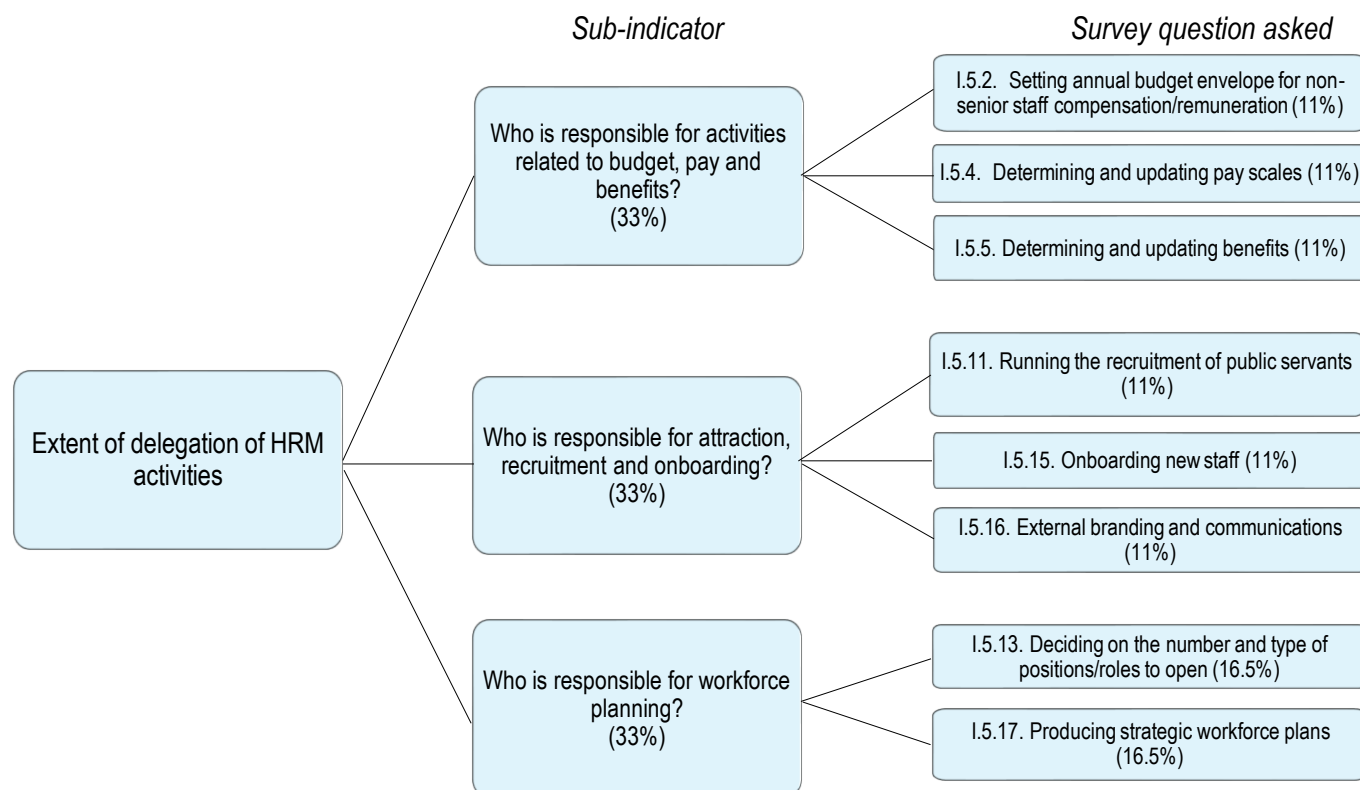 Sub-indicator
Survey question asked
Extent of delegation of HRM
activities
Who is responsible for activities
related to budget, pay and
benefits?
(33%)
I.5.2.  Setting annual budget envelope for non-
senior staff compensation/remuneration (11%)
I.5.4.  Determining and updating pay scales (11%)
I.5.5. Determining and updating benefits (11%)
Who is responsible for attraction,
recruitment and onboarding?
(33%)
I.5.11. Running the recruitment of public servants
(11%)
I.5.15. Onboarding new staff (11%)
I.5.16. External branding and communications
(11%)
Who is responsible for workforce
planning?
(33%)
I.5.13. Deciding on the number and type of
positions/roles to open (16.5%)
I.5.17. Producing strategic workforce plans
(16.5%)